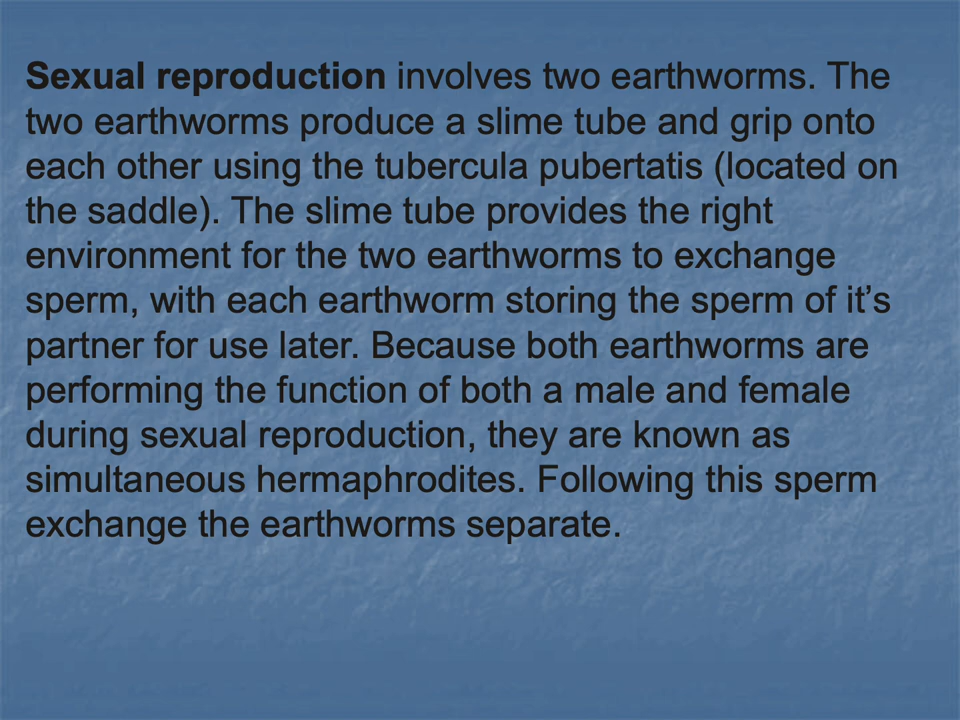 Sexual reproduction involves two earthworms. The
two earthworms produce a slime tube and grip onto
each other using the tubercula pubertatis (located on
the saddle). The slime tube provides the right
environment for the two earthworms to exchange
sperm, with each earthworm storing the sperm of it’s
partner for use later. Because both earthworms are
performing the function of both a male and female
during sexual reproduction, they are known as
simultaneous hermaphrodites. Following this sperm
exchange the earthworms separate.